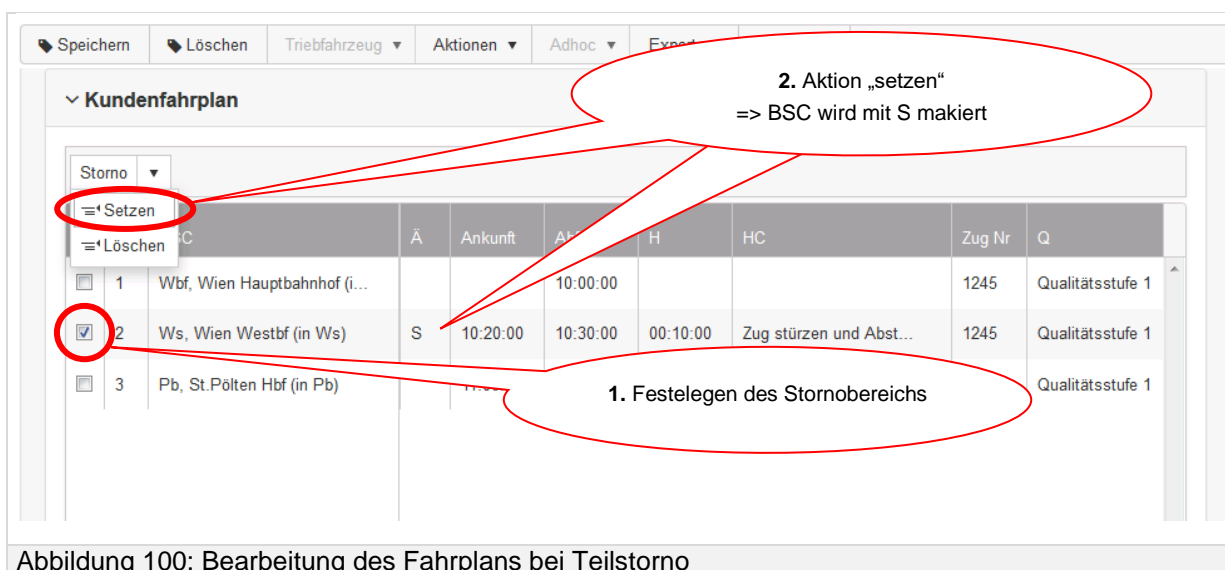 Speichern Löschen Triebfahrzeug Aktionen Adhoc
2. Aktion „setzen“
=> BSC wird mit S makiert
Kundenfahrplan
Storno
Setzen
Löschen
Ä Ankunft H HC Zug Nr Q
1 Wbf, Wien Hauptbahnhof (i... 10:00:00 1245 Qualitätsstufe 1
2 Ws, Wien Westbf (in Ws) S 10:20:00 10:30:00 00:10:00 Zug stürzen und Abst... 1245 Qualitätsstufe 1
3 Pb, St.Pölten Hbf (in Pb) Qualitätsstufe 1
1. Festelegen des Stornobereichs
Abbildung 100: Bearbeitung des Fahrplans bei Teilstorno